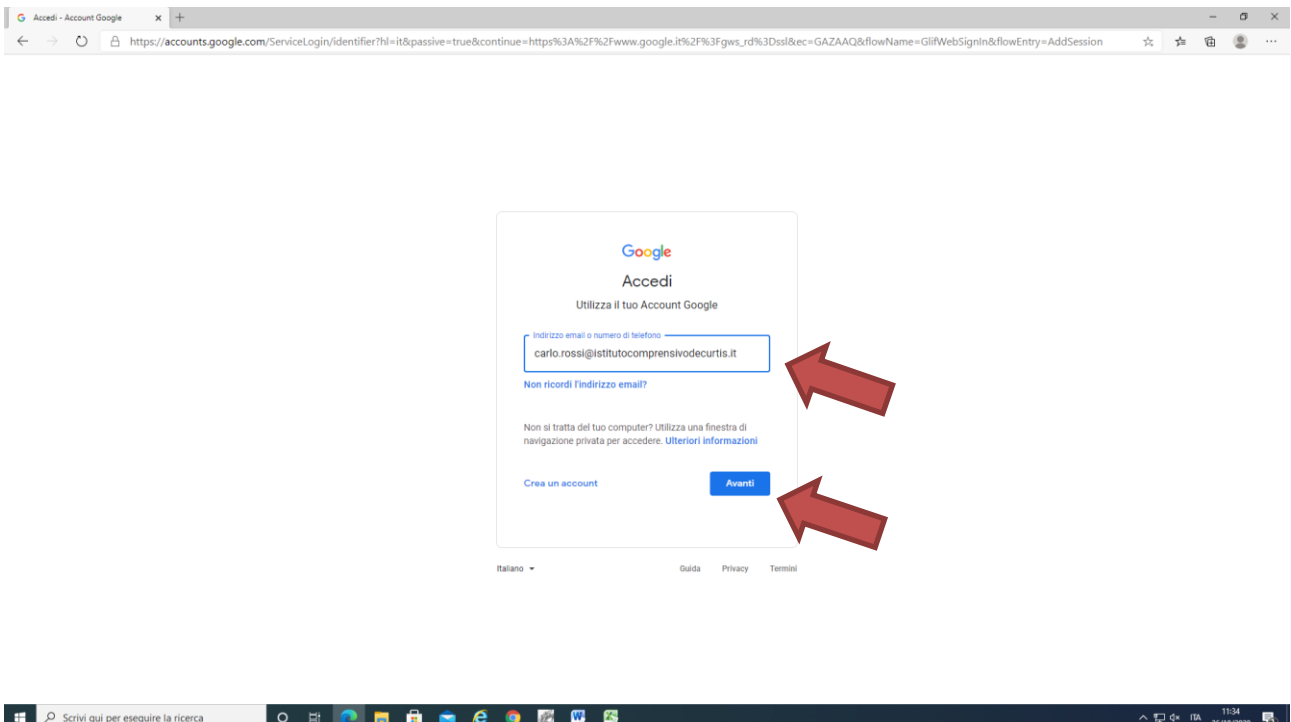 Accedi - Account Google
https://accounts.google.com/ServiceLogin/identifier?hl=it&passive=true&continue=https%3A%2F%2Fwww.google.it%2F%3Fgws_rd%3Dssl&ec=GAZAAQ&flowName=GlifWebSignIn&flowEntry=AddSession
Google
Accedi
Utilizza il tuo Account Google
Indirizzo email o numero di telefono
carlo.rossi@istitutocomprensivodecurtis.it
Non ricordi l'indirizzo email?
Non si tratta del tuo computer? Utilizza una finestra di
navigazione privata per accedere. Ulteriori informazioni
Crea un account Avanti
Italiano Guida Privacy Termini
Scrivi qui per eseguire la ricerca
ITA 11:34